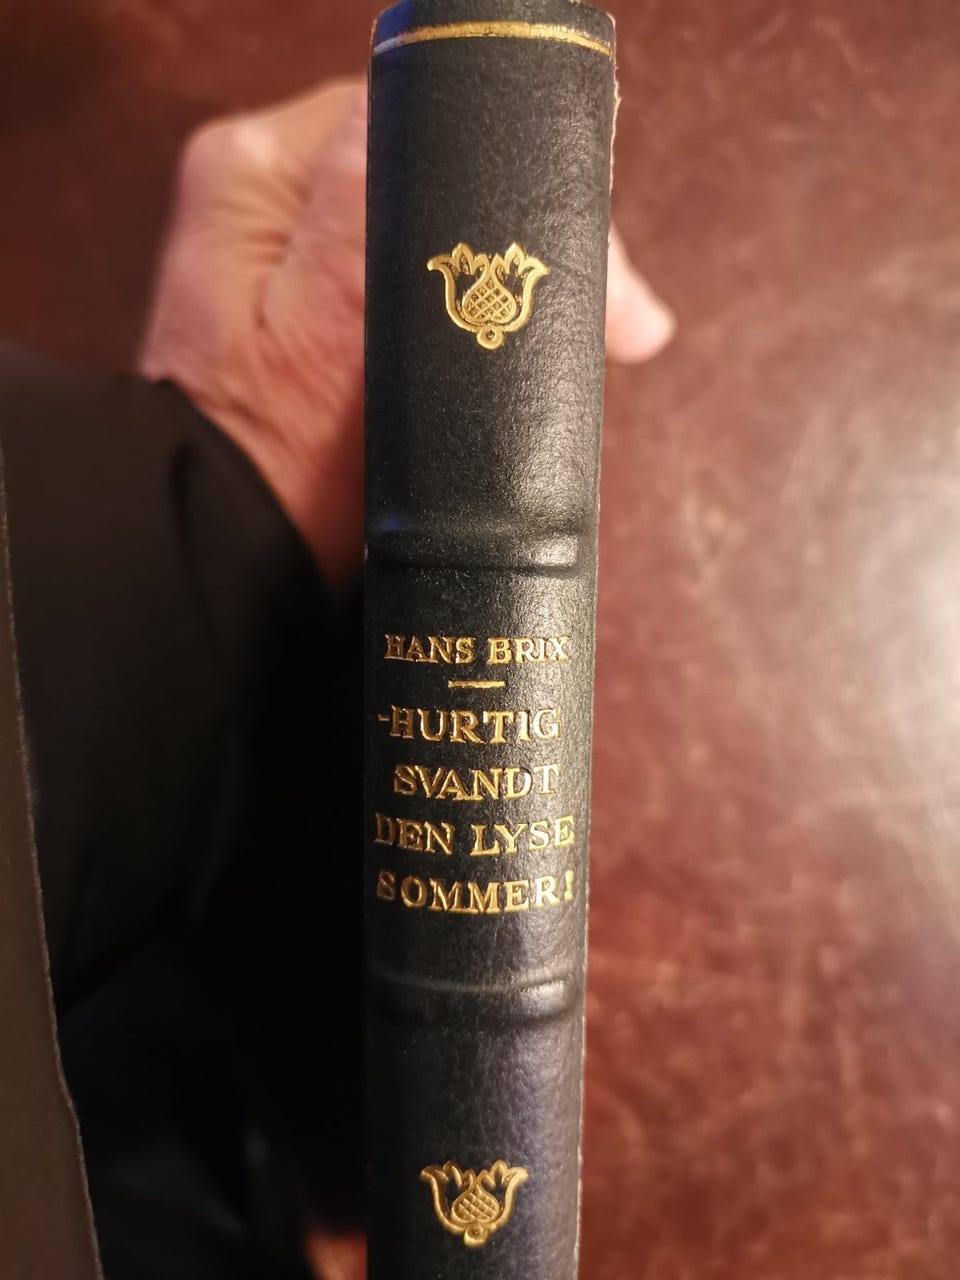 HANS BRIX
-HURTIG
SVANDT
DEN LYSE
SOMMER!